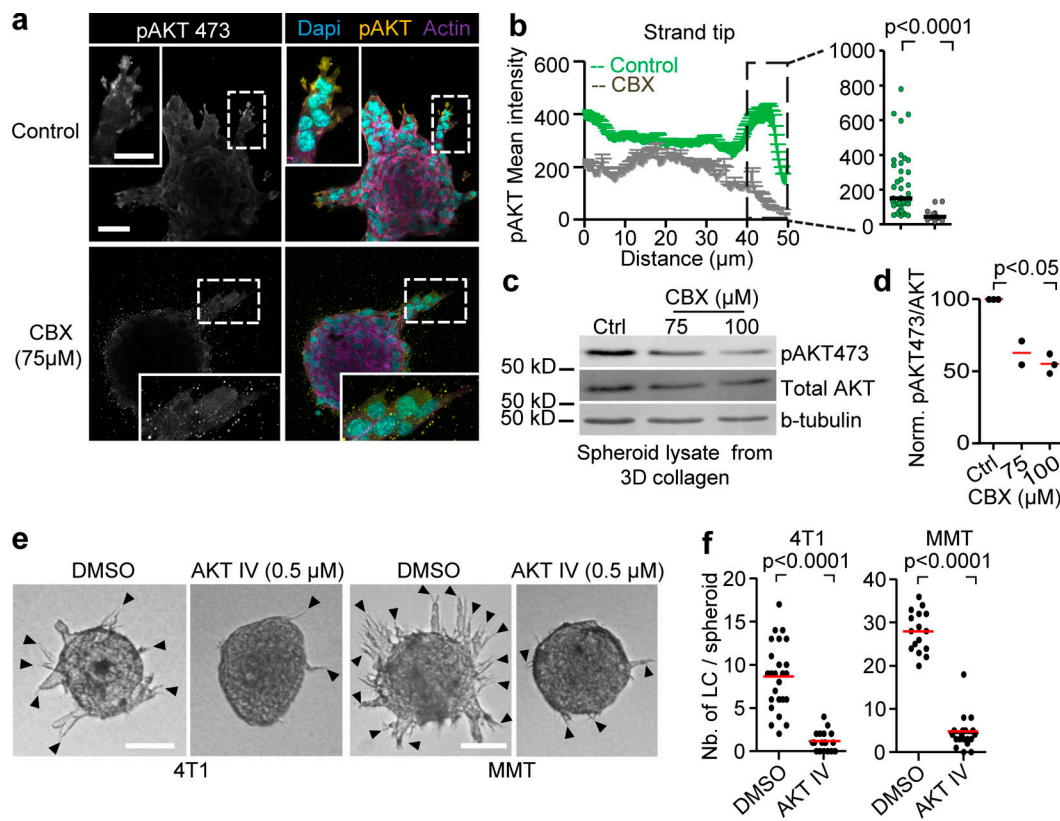 a
pAKT 473
Dapi pAKT Actin
Control
CBX
(75µM)
b
Strand tip
-- Control
-- CBX
pAKT Mean intensity
600
400
200
0
0 10 20 30 40 50
Distance (µm)
p<0.0001
1000
800
600
400
200
0
c
CBX (µM)
Ctrl 75 100
50 kD
50 kD
50 kD
pAKT473
Total AKT
b-tubulin
Spheroid lysate from
3D collagen
d
p<0.05
Norm. pAKT473/AKT
100
50
0
Ctrl 75 100
CBX (µM)
e
DMSO AKT IV (0.5 µM) DMSO AKT IV (0.5 µM)
4T1 MMT
f
4T1 MMT
p<0.0001 p<0.0001
Nb. of LC / spheroid
20
15
10
5
0
DMSO AKT IV
40
30
20
10
0
DMSO AKT IV